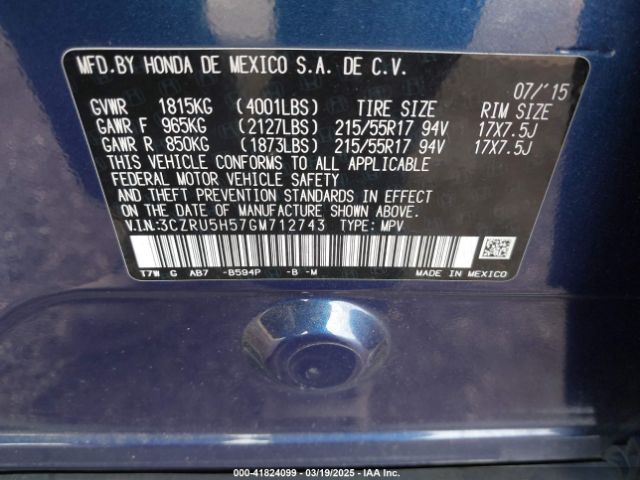 MFD.BY HONDA DE MEXICO S.A. DE C.V.
07/'15
GVWR 1815KG (4001LBS) TIRE SIZE RIM SIZE
GAWR F 965KG (2127LBS) 215/55R17 94V 17X7.5J
GAWR R 850KG (1873LBS) 215/55R17 94V 17X7.5J
THIS VEHICLE CONFORMS TO ALL APPLICABLE
FEDERAL MOTOR VEHICLE SAFETY
AND THEFT PREVENTION STANDARDS IN EFFECT
ON THE DATE OF MANUFACTURE SHOWN ABOVE.
V.I.N:3CZRU5H57GM712743 TYPE: MPV
T7W G AB7 -B594P -B -M
MADE IN MEXICO
000-41824099 - 03/19/2025 - IAA Inc.